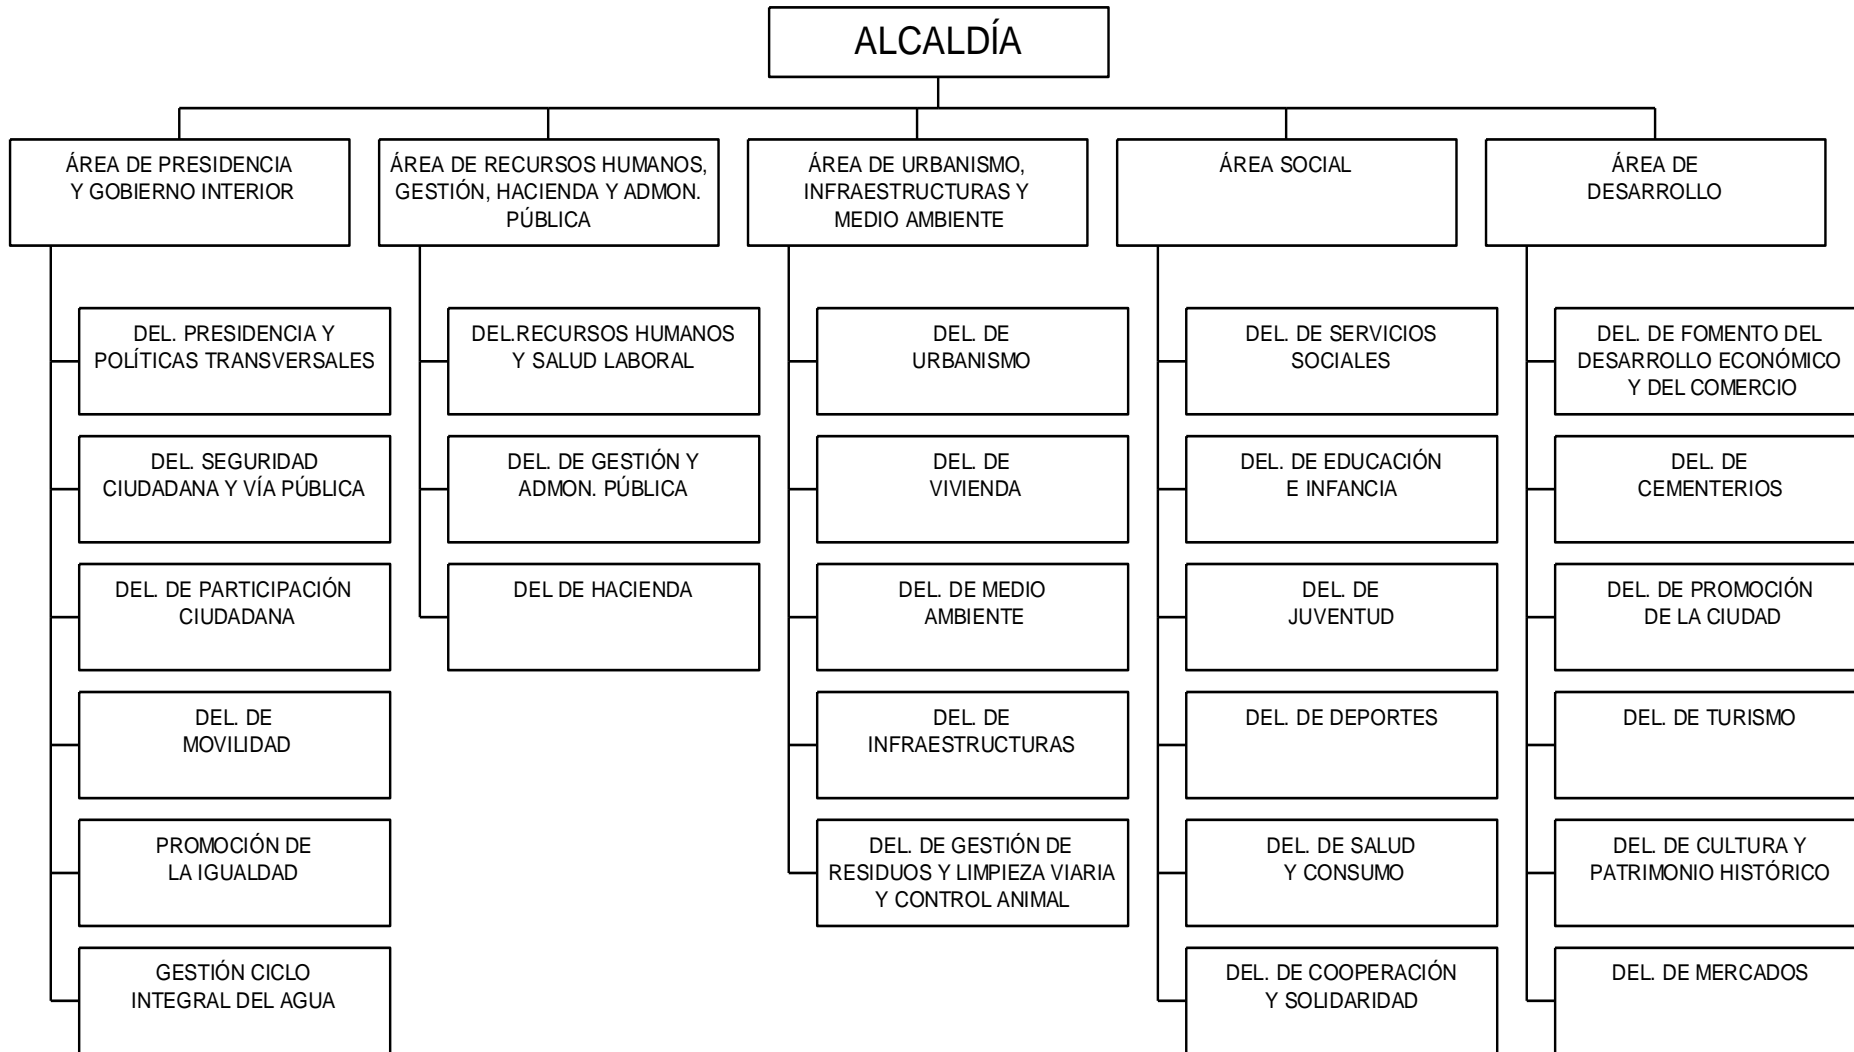 ALCALDÍA
ÁREA DE PRESIDENCIA
Y GOBIERNO INTERIOR
ÁREA DE RECURSOS HUMANOS,
GESTIÓN, HACIENDA Y ADMON.
PÚBLICA
ÁREA DE URBANISMO,
INFRAESTRUCTURAS Y
MEDIO AMBIENTE
ÁREA SOCIAL
ÁREA DE
DESARROLLO
DEL. PRESIDENCIA Y
POLÍTICAS TRANSVERSALES
DEL. SEGURIDAD
CIUDADANA Y VÍA PÚBLICA
DEL. DE PARTICIPACIÓN
CIUDADANA
DEL. DE
MOVILIDAD
PROMOCIÓN DE
LA IGUALDAD
GESTIÓN CICLO
INTEGRAL DEL AGUA
DEL.RECURSOS HUMANOS
Y SALUD LABORAL
DEL. DE GESTIÓN Y
ADMON. PÚBLICA
DEL DE HACIENDA
DEL. DE
URBANISMO
DEL. DE
VIVIENDA
DEL. DE MEDIO
AMBIENTE
DEL. DE
INFRAESTRUCTURAS
DEL. DE GESTIÓN DE
RESIDUOS Y LIMPIEZA VIARIA
Y CONTROL ANIMAL
DEL. DE SERVICIOS
SOCIALES
DEL. DE EDUCACIÓN
E INFANCIA
DEL. DE
JUVENTUD
DEL. DE DEPORTES
DEL. DE SALUD
Y CONSUMO
DEL. DE COOPERACIÓN
Y SOLIDARIDAD
DEL. DE FOMENTO DEL
DESARROLLO ECONÓMICO
Y DEL COMERCIO
DEL. DE
CEMENTERIOS
DEL. DE PROMOCIÓN
DE LA CIUDAD
DEL. DE TURISMO
DEL. DE CULTURA Y
PATRIMONIO HISTÓRICO
DEL. DE MERCADOS